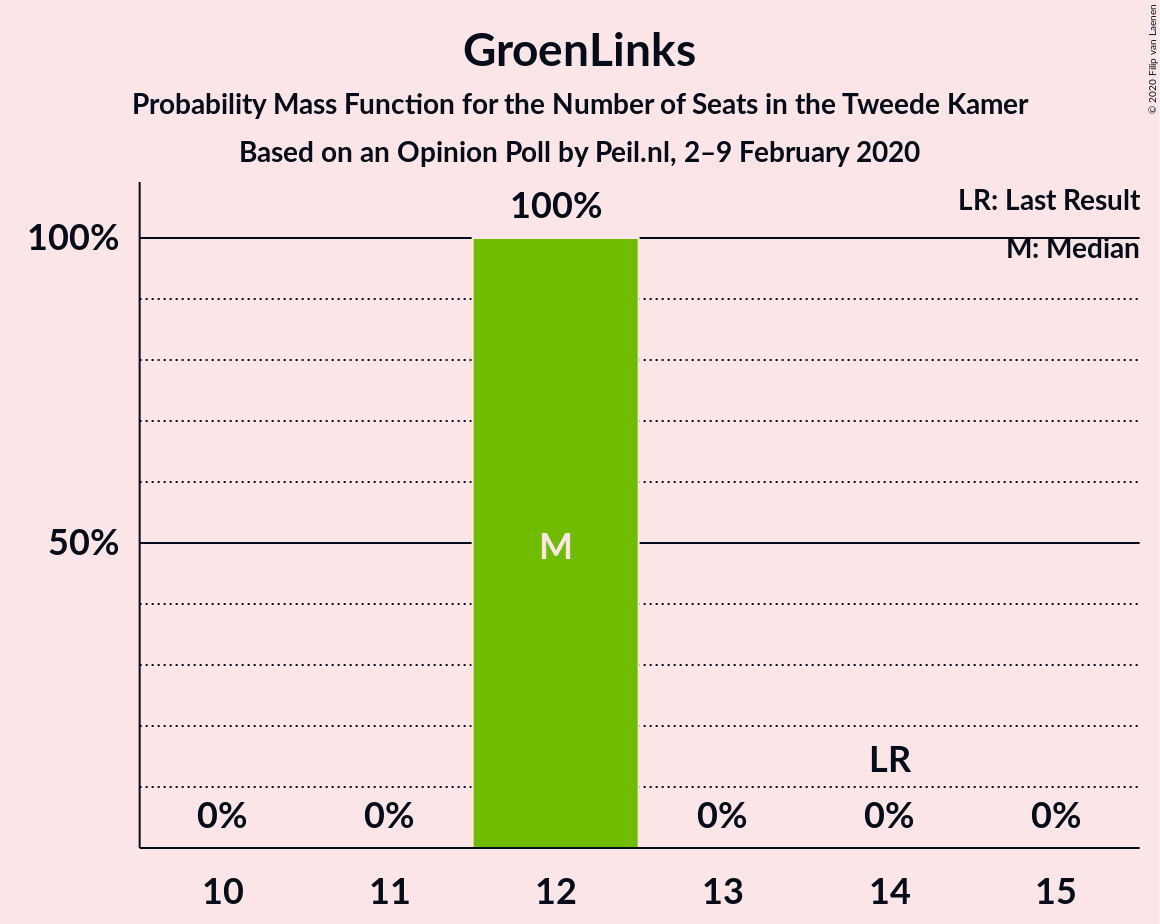 GroenLinks
Probability Mass Function for the Number of Seats in the Tweede Kamer
Based on an Opinion Poll by Peil.nl, 2–9 February 2020
© 2020 Filip van Laenen
LR: Last Result
M: Median
100%
100%
50%
M
LR
0% 0% 0% 0% 0%
10 11 12 13 14 15